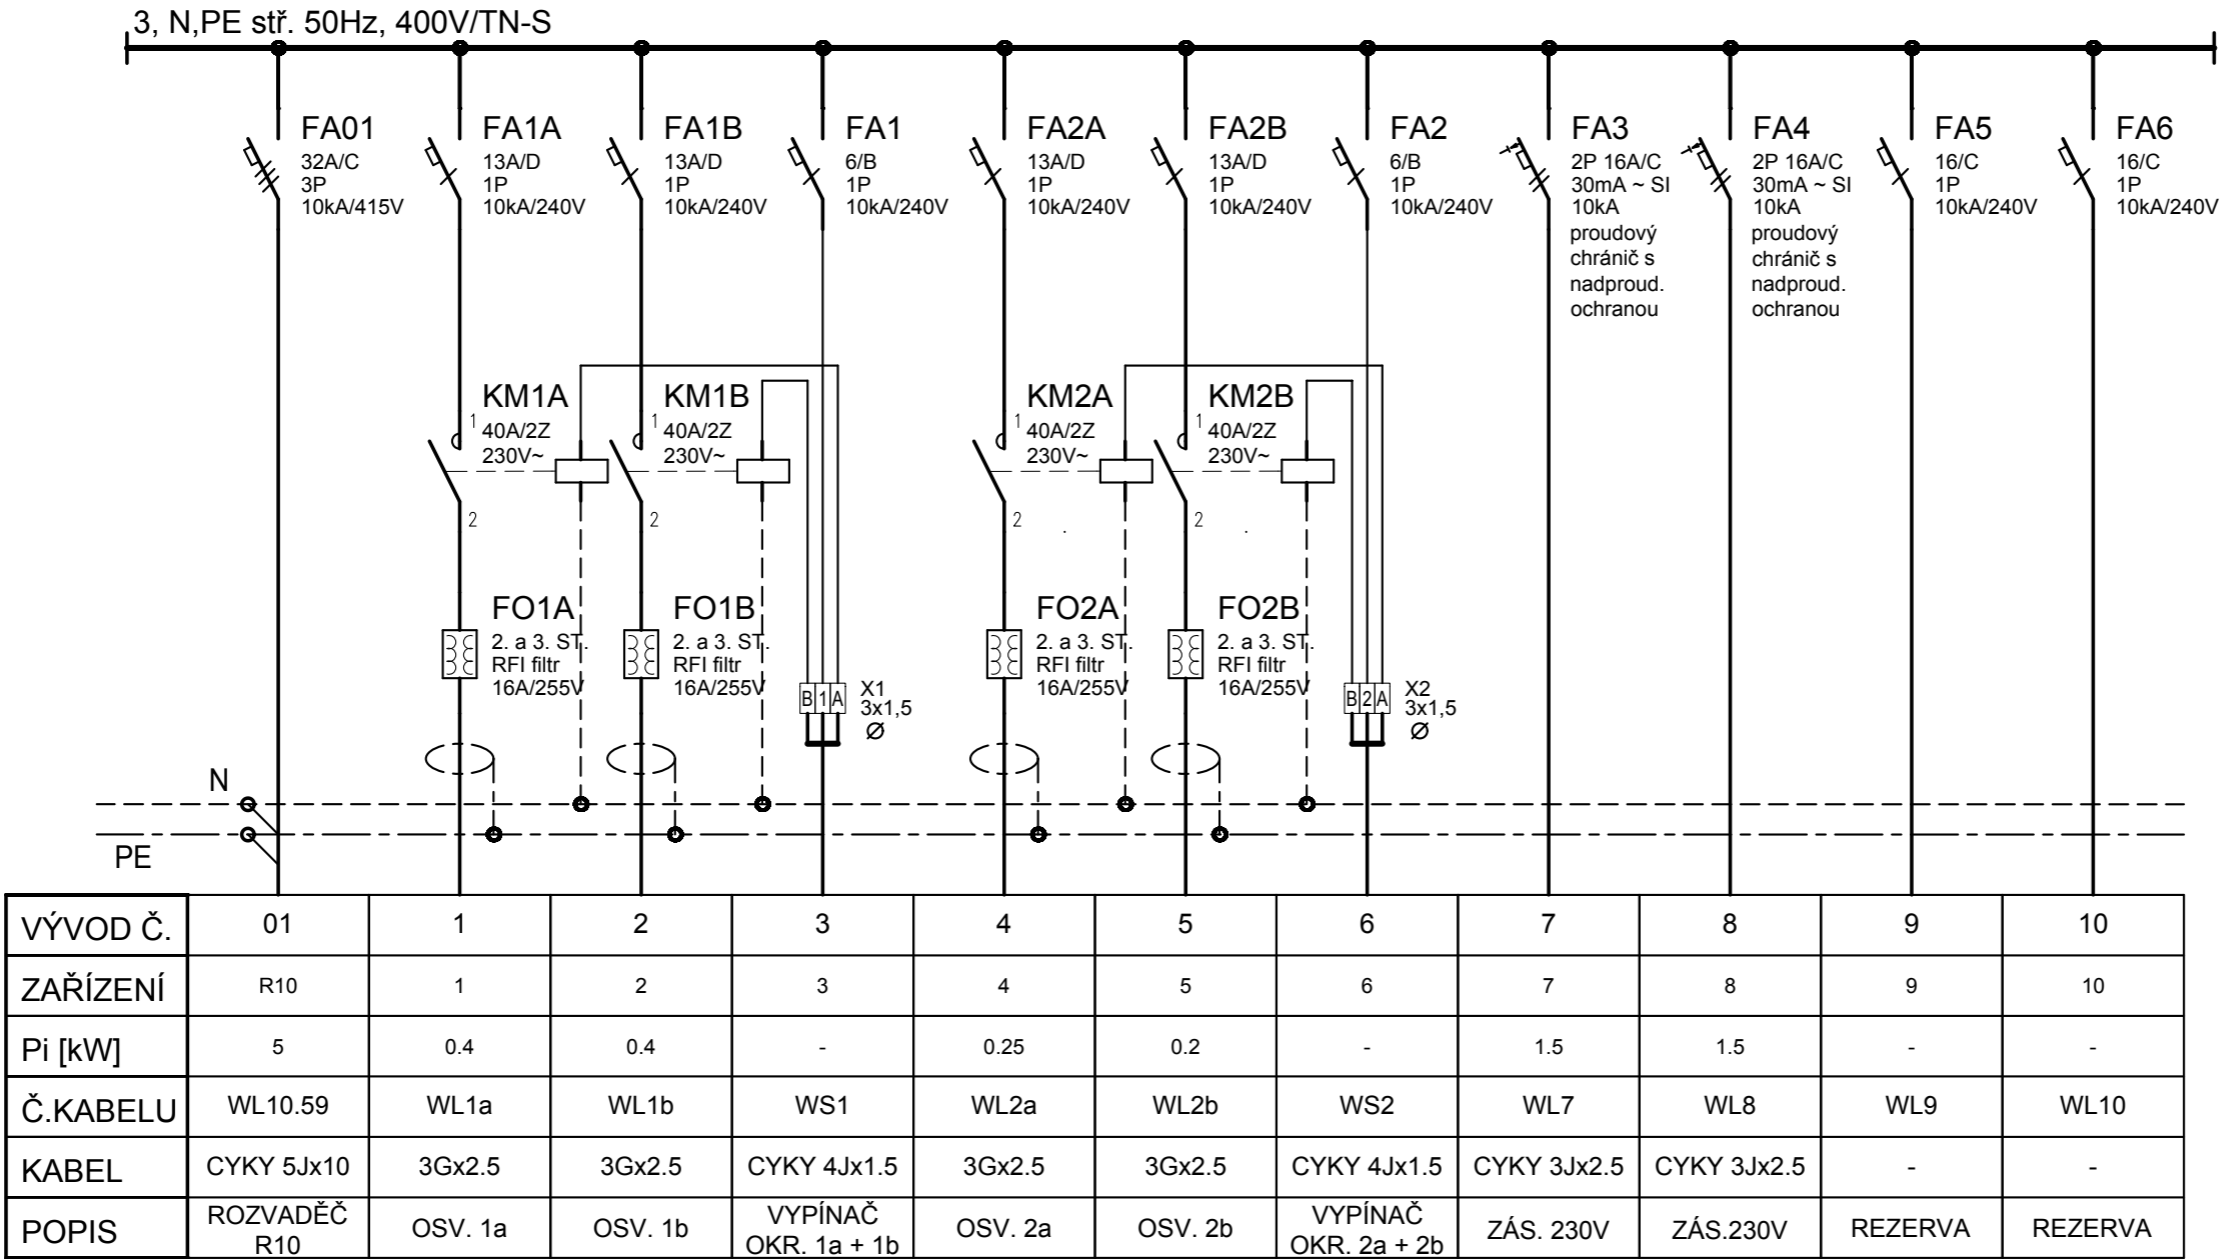 3, N,PE stř. 50Hz, 400V/TN-S
FA01
32A/C
3P
10kA/415V
FA1A
13A/D
1P
10kA/240V
FA1B
13A/D
1P
10kA/240V
FA1
6/B
1P
10kA/240V
FA2A
13A/D
1P
10kA/240V
FA2B
13A/D
1P
10kA/240V
FA2
6/B
1P
10kA/240V
FA3
2P 16A/C
30mA ~ SI
10kA
proudový
chránič s
nadproud.
ochranou
FA4
2P 16A/C
30mA ~ SI
10kA
proudový
chránič s
nadproud.
ochranou
FA5
16/C
1P
10kA/240V
FA6
16/C
1P
10kA/240V
KM1A
1
40A/2Z
230V~
2
KM1B
1
40A/2Z
230V~
2
KM2A
1
40A/2Z
230V~
2
KM2B
1
40A/2Z
230V~
2
FO1A
2. a 3. ST.
RFI filtr
16A/255V
FO1B
2. a 3. ST.
RFI filtr
16A/255V
B 1 A
X1
3x1,5
Ø
FO2A
2. a 3. ST.
RFI filtr
16A/255V
FO2B
2. a 3. ST.
RFI filtr
16A/255V
B 2 A
X2
3x1,5
Ø
N
PE
VÝVOD Č. 01 1 2 3 4 5 6 7 8 9 10
ZAŘÍZENÍ R10 1 2 3 4 5 6 7 8 9 10
Pi [kW] 5 0.4 0.4 - 0.25 0.2 - 1.5 1.5 - -
Č.KABELU WL10.59 WL1a WL1b WS1 WL2a WL2b WS2 WL7 WL8 WL9 WL10
KABEL CYKY 5Jx10 3Gx2.5 3Gx2.5 CYKY 4Jx1.5 3Gx2.5 3Gx2.5 CYKY 4Jx1.5 CYKY 3Jx2.5 CYKY 3Jx2.5 - -
POPIS ROZVADĚČ R10 OSV. 1a OSV. 1b VYPÍNAČ OKR. 1a + 1b OSV. 2a OSV. 2b VYPÍNAČ OKR. 2a + 2b ZÁS. 230V ZÁS.230V REZERVA REZERVA